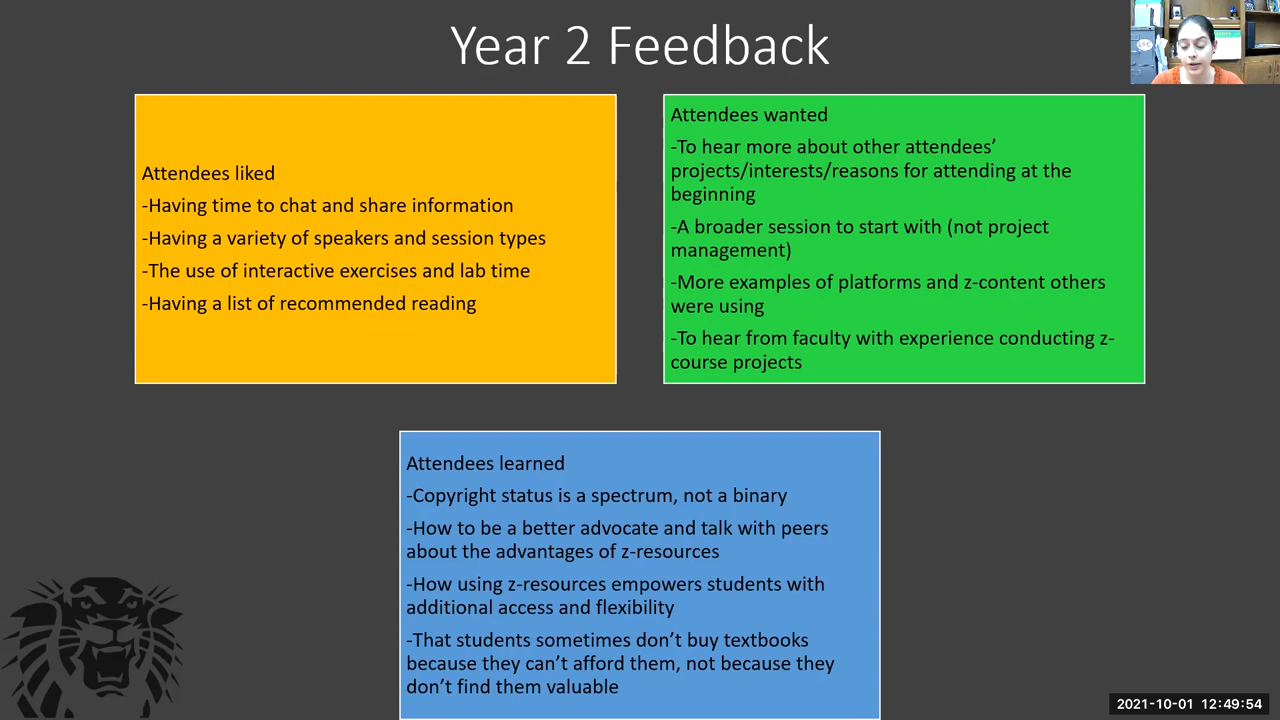 Year 2 Feedback
Attendees liked
-Having time to chat and share information
-Having a variety of speakers and session types
-The use of interactive exercises and lab time
-Having a list of recommended reading
Attendees wanted
-To hear more about other attendees’
projects/interests/reasons for attending at the
beginning
-A broader session to start with (not project
management)
-More examples of platforms and z-content others
were using
-To hear from faculty with experience conducting z-
course projects
Attendees learned
-Copyright status is a spectrum, not a binary
-How to be a better advocate and talk with peers
about the advantages of z-resources
-How using z-resources empowers students with
additional access and flexibility
-That students sometimes don’t buy textbooks
because they can’t afford them, not because they
don’t find them valuable
2021-10-01 12:49:54